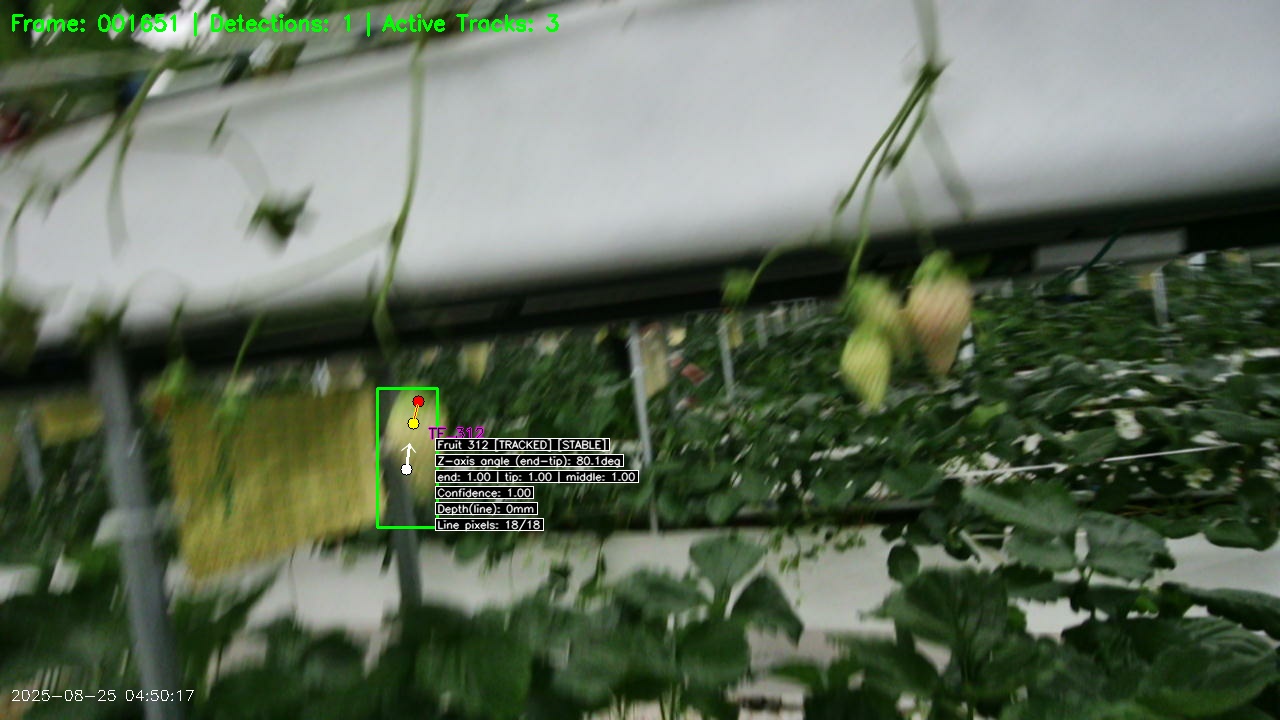 Frame: 001651 | Detections: 1 | Active Tracks: 3
TF 312
Fruit 312 [TRACKED] [STABLE]
Z-axis angle (end-tip): 80.1deg
end: 1.00 | tip: 1.00 | middle: 1.00
Confidence: 1.00
Depth(line): 0mm
Line pixels: 18/18
2025-08-25 04:50:17